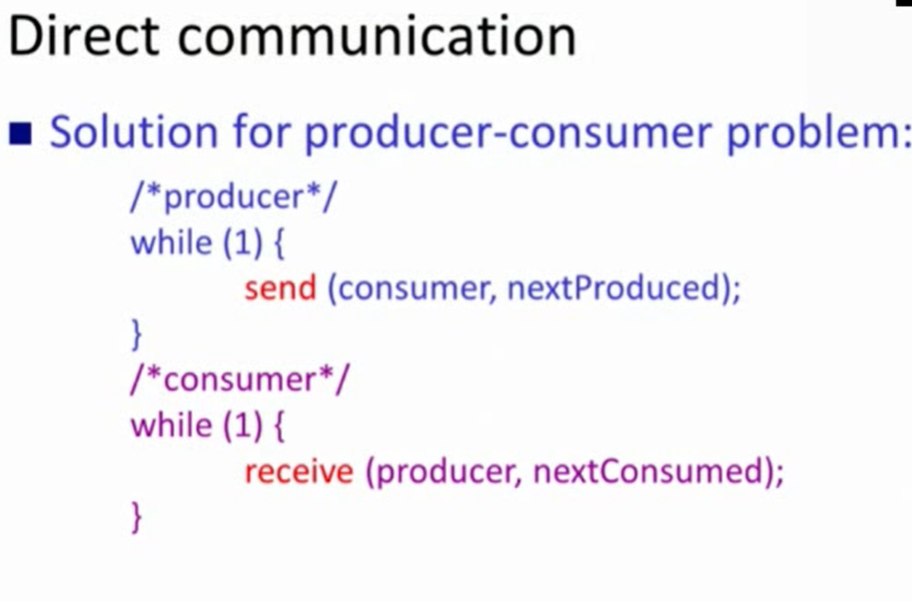 Direct communication
■ Solution for producer-consumer problem:
/*producer*/
while (1) {
send (consumer, nextProduced);
}
/*consumer*/
while (1) {
receive (producer, nextConsumed);
}